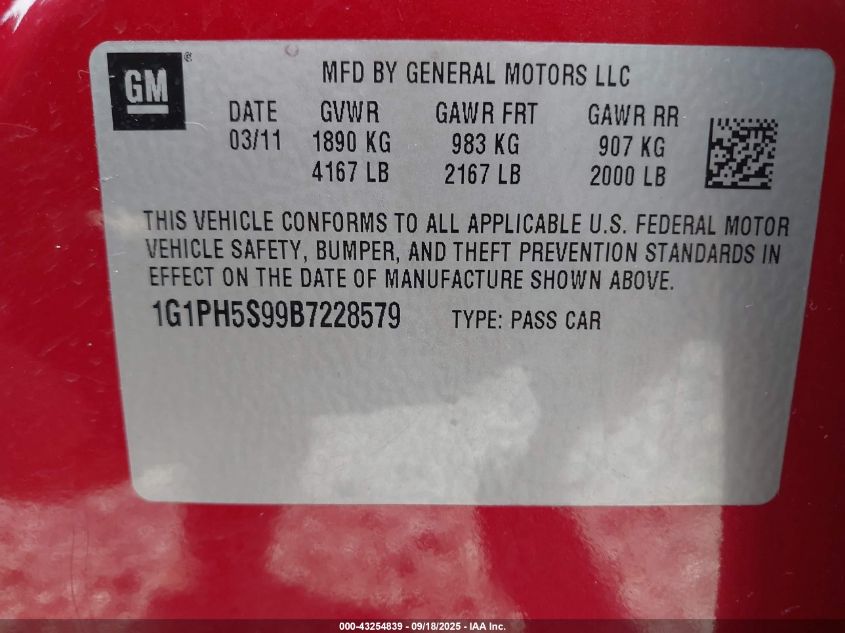 GM
©
MFD BY GENERAL MOTORS LLC
DATE GVWR GAWR FRT GAWR RR
03/11 1890 KG 983 KG 907 KG
4167 LB 2167 LB 2000 LB
THIS VEHICLE CONFORMS TO ALL APPLICABLE U.S. FEDERAL MOTOR
VEHICLE SAFETY, BUMPER, AND THEFT PREVENTION STANDARDS IN
EFFECT ON THE DATE OF MANUFACTURE SHOWN ABOVE.
1G1PH5S99B7228579 TYPE: PASS CAR
000-43254839 - 09/18/2025 - IAA Inc.